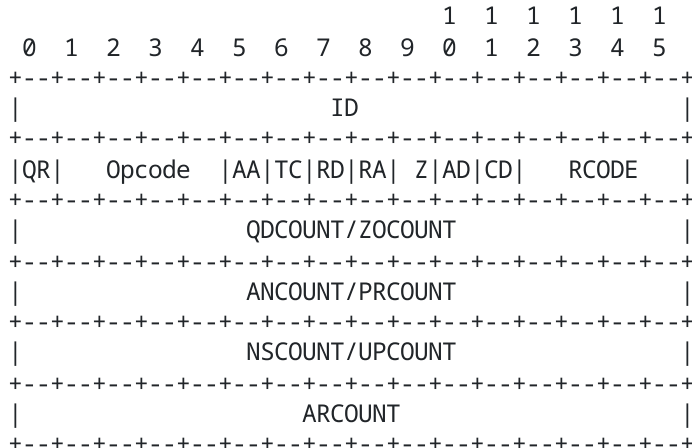 1  1  1  1  1  1
  0  1  2  3  4  5  6  7  8  9  0  1  2  3  4  5
+--+--+--+--+--+--+--+--+--+--+--+--+--+--+--+--+
|                      ID                       |
+--+--+--+--+--+--+--+--+--+--+--+--+--+--+--+--+
|QR|   Opcode  |AA|TC|RD|RA| Z|AD|CD|   RCODE   |
+--+--+--+--+--+--+--+--+--+--+--+--+--+--+--+--+
|                QDCOUNT/ZOCOUNT                |
+--+--+--+--+--+--+--+--+--+--+--+--+--+--+--+--+
|                ANCOUNT/PRCOUNT                |
+--+--+--+--+--+--+--+--+--+--+--+--+--+--+--+--+
|                NSCOUNT/UPCOUNT                |
+--+--+--+--+--+--+--+--+--+--+--+--+--+--+--+--+
|                    ARCOUNT                    |
+--+--+--+--+--+--+--+--+--+--+--+--+--+--+--+--+